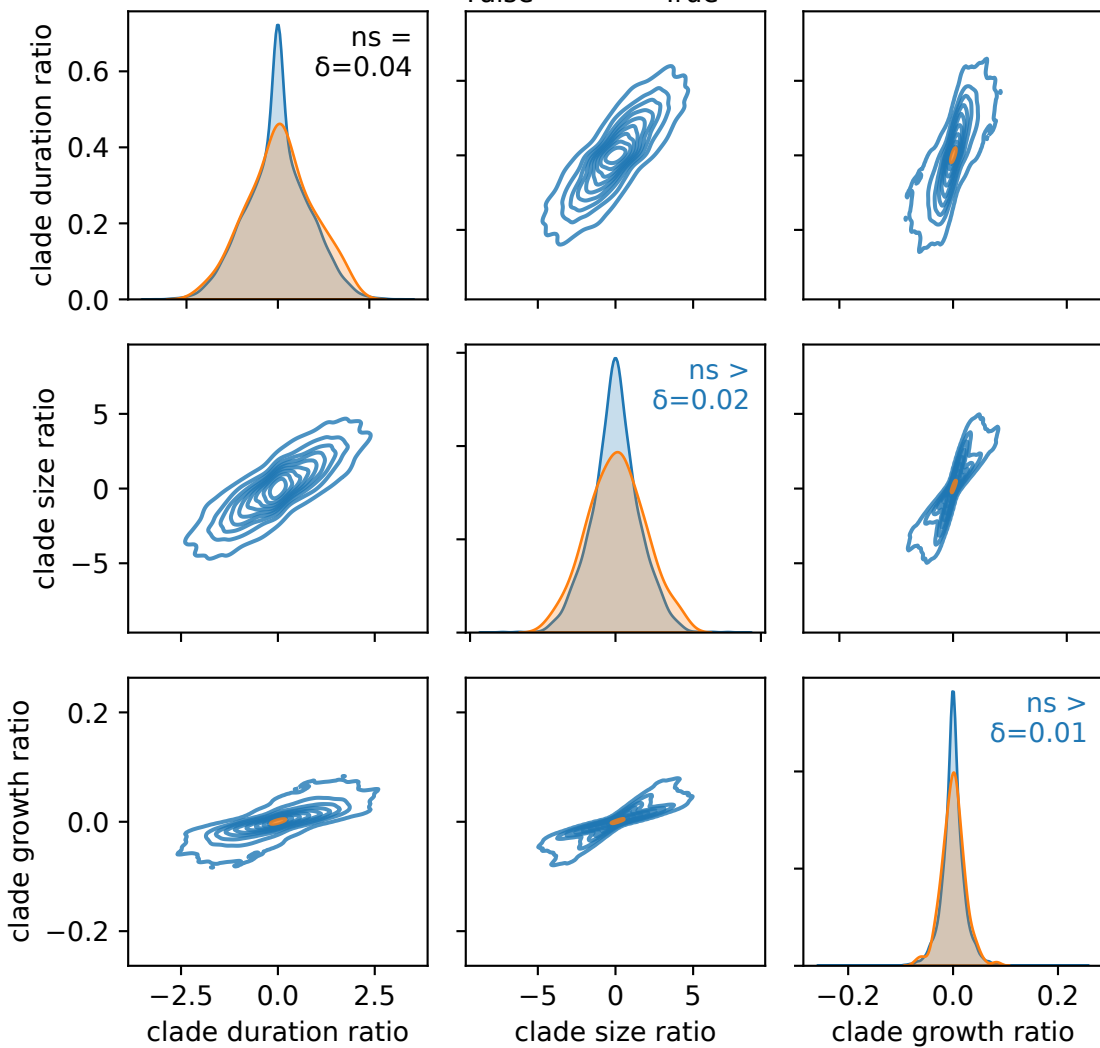 True
clade duration ratio
0.6
0.4
0.2
0.0
ns =
δ=0.04
clade size ratio
5
0
−5
ns >
δ=0.02
clade growth ratio
0.2
0.0
−0.2
ns >
δ=0.01
−2.5 0.0 2.5
clade duration ratio
−5 0 5
clade size ratio
−0.2 0.0 0.2
clade growth ratio